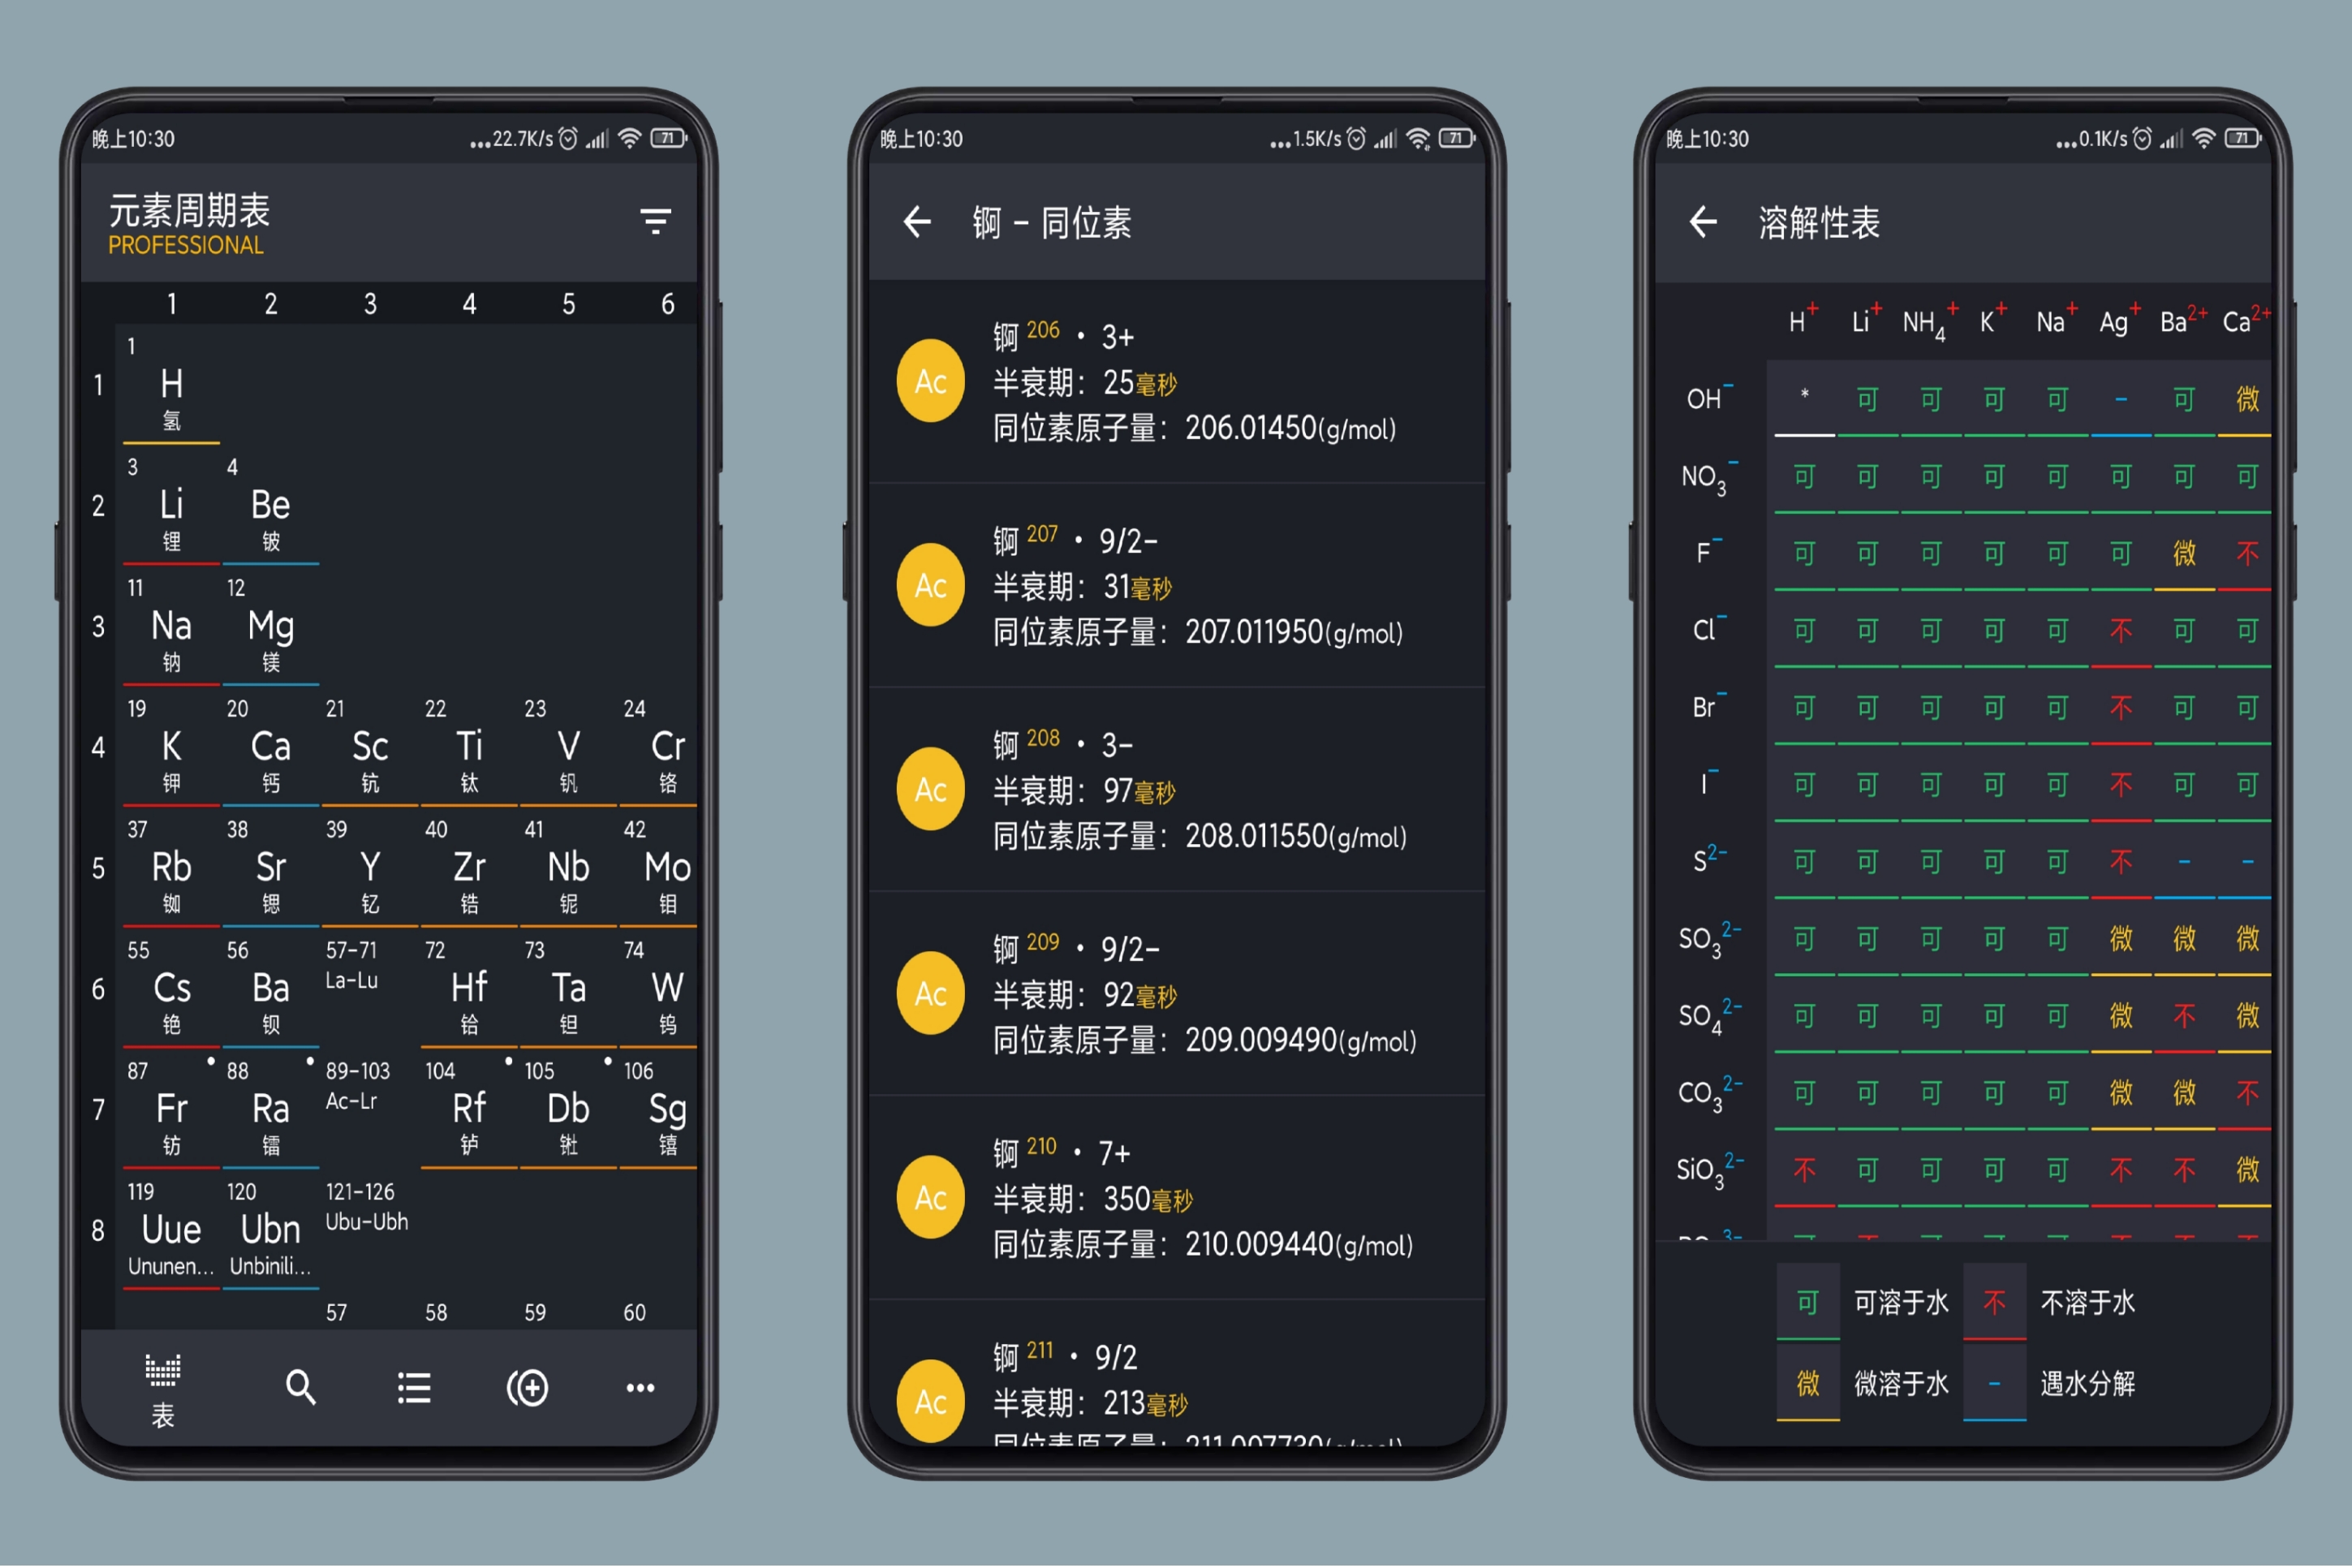 晚上10:30 ...22.7K/s 71
元素周期表
PROFESSIONAL
1 2 3 4 5 6
1
1 H
氢
3 4
2 Li Be
锂 铍
11 12
3 Na Mg
钠 镁
19 20 21 22 23 24
4 K Ca Sc Ti V Cr
钾 钙 钪 钛 钒 铬
37 38 39 40 41 42
5 Rb Sr Y Zr Nb Mo
铷 锶 钇 锆 铌 钼
55 56 57-71 72 73 74
6 Cs Ba La-Lu Hf Ta W
铯 钡 铪 钽 钨
87 88 89-103 104 105 106
7 Fr Ra Ac-Lr Rf Db Sg
钫 镭 𬬻 𬭊 𬭳
119 120 121-126
8 Uue Ubn Ubu-Ubh
Ununen... Unbinili...
57 58 59 60
表
晚上10:30 ...1.5K/s 71
锕 - 同位素
Ac
锕 206 • 3+
半衰期：25毫秒
同位素原子量：206.01450(g/mol)
Ac
锕 207 • 9/2-
半衰期：31毫秒
同位素原子量：207.011950(g/mol)
Ac
锕 208 • 3-
半衰期：97毫秒
同位素原子量：208.011550(g/mol)
Ac
锕 209 • 9/2-
半衰期：92毫秒
同位素原子量：209.009490(g/mol)
Ac
锕 210 • 7+
半衰期：350毫秒
同位素原子量：210.009440(g/mol)
Ac
锕 211 • 9/2
半衰期：213毫秒
同位素原子量：211.007730(g/mol)
晚上10:30 ...0.1K/s 71
溶解性表
H+ Li+ NH4+ K+ Na+ Ag+ Ba2+ Ca2+
OH- * 可 可 可 可 - 可 微
NO3- 可 可 可 可 可 可 可 可
F- 可 可 可 可 可 可 微 不
Cl- 可 可 可 可 可 不 可 可
Br- 可 可 可 可 可 不 可 可
I- 可 可 可 可 可 不 可 可
S2- 可 可 可 可 可 不 - -
SO32- 可 可 可 可 可 微 微 微
SO42- 可 可 可 可 可 微 不 微
CO32- 可 可 可 可 可 微 微 不
SiO32- 不 可 可 可 可 不 不 微
可 可溶于水 不 不溶于水
微 微溶于水 - 遇水分解